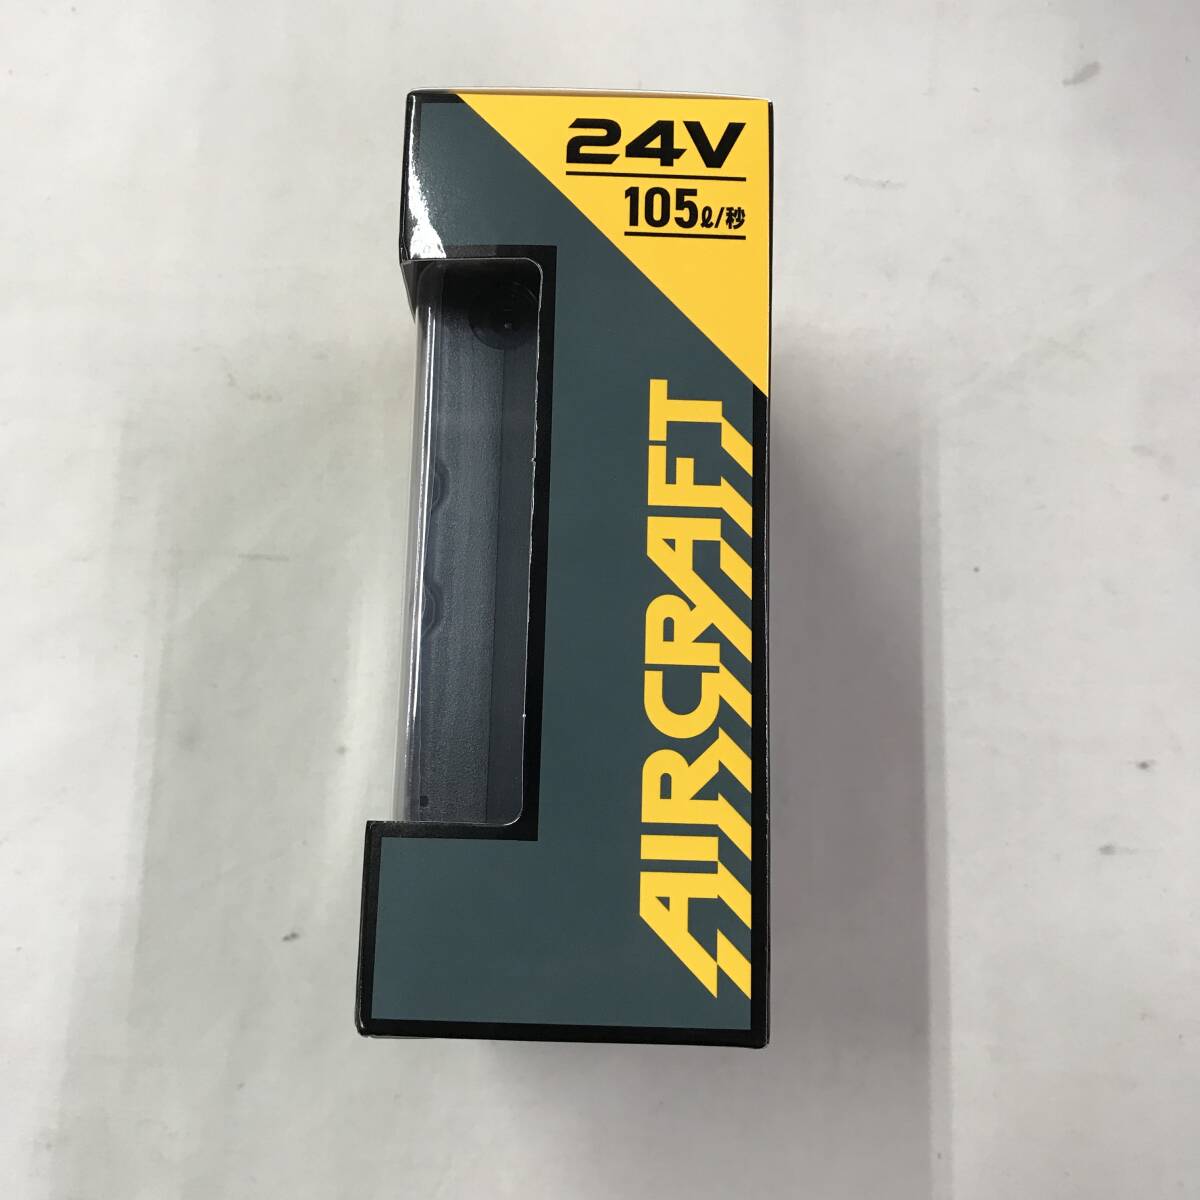 24V
105ℓ/秒
AIRCRAFT